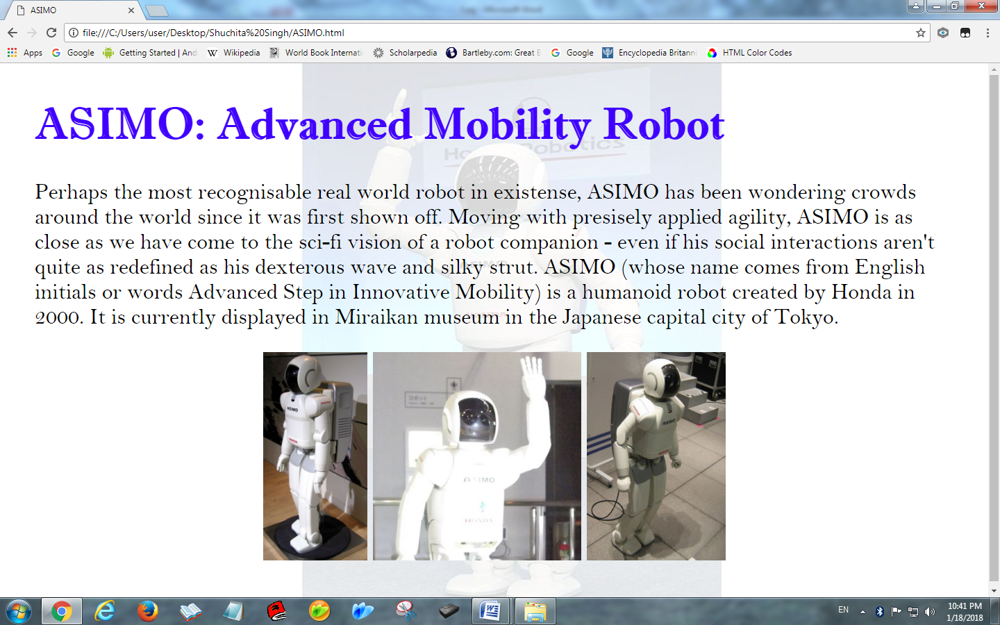 ASIMO
file:///C:/Users/user/Desktop/Shuchita%20Singh/ASIMO.html
Apps Google Getting Started | And Wikipedia World Book Internati Scholarpedia Bartleby.com: Great B Google Encyclopedia Britanni HTML Color Codes
ASIMO: Advanced Mobility Robot
Perhaps the most recognisable real world robot in existense, ASIMO has been wondering crowds
around the world since it was first shown off. Moving with presisely applied agility, ASIMO is as
close as we have come to the sci-fi vision of a robot companion - even if his social interactions aren't
quite as redefined as his dexterous wave and silky strut. ASIMO (whose name comes from English
initials or words Advanced Step in Innovative Mobility) is a humanoid robot created by Honda in
2000. It is currently displayed in Miraikan museum in the Japanese capital city of Tokyo.
ASIMO
ASIMO
HONDA
ロボット
ASIMO
EN
10:41 PM
1/18/2018